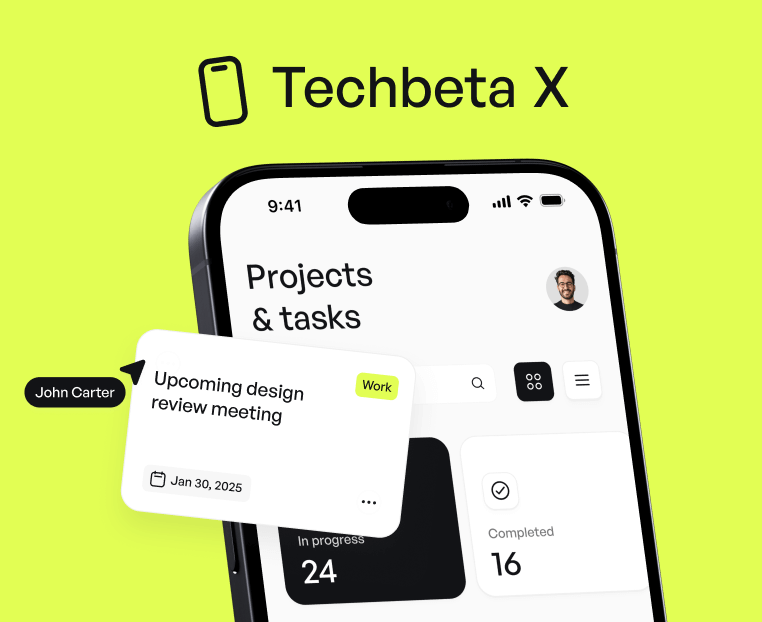 Techbeta X
9:41
Projects
& tasks
John Carter
Upcoming design
review meeting
Work
Jan 30, 2025
In progress
24
Completed
16